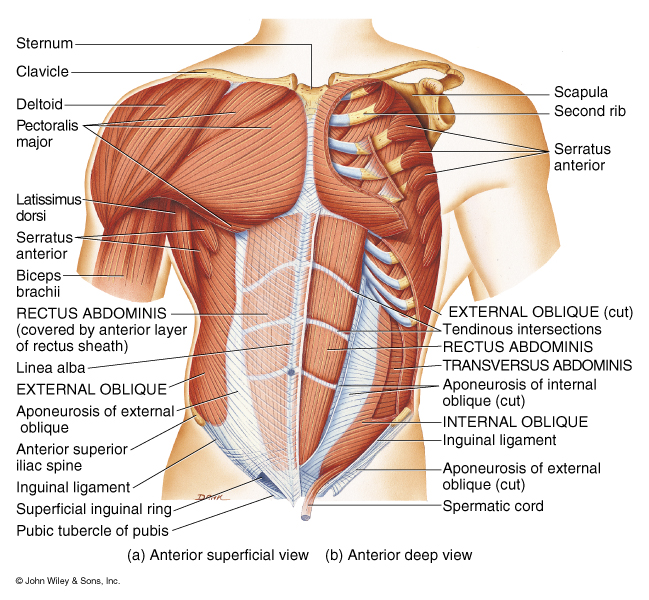 Sternum
Clavicle
Deltoid
Pectoralis
major
Latissimus
dorsi
Serratus
anterior
Biceps
brachii
RECTUS ABDOMINIS
(covered by anterior layer
of rectus sheath)
Linea alba
EXTERNAL OBLIQUE
Aponeurosis of external
oblique
Anterior superior
iliac spine
Inguinal ligament
Superficial inguinal ring
Pubic tubercle of pubis
Scapula
Second rib
Serratus
anterior
EXTERNAL OBLIQUE (cut)
Tendinous intersections
RECTUS ABDOMINIS
TRANSVERSUS ABDOMINIS
Aponeurosis of internal
oblique (cut)
INTERNAL OBLIQUE
Inguinal ligament
Aponeurosis of external
oblique (cut)
Spermatic cord
(a) Anterior superficial view (b) Anterior deep view
© John Wiley & Sons, Inc.